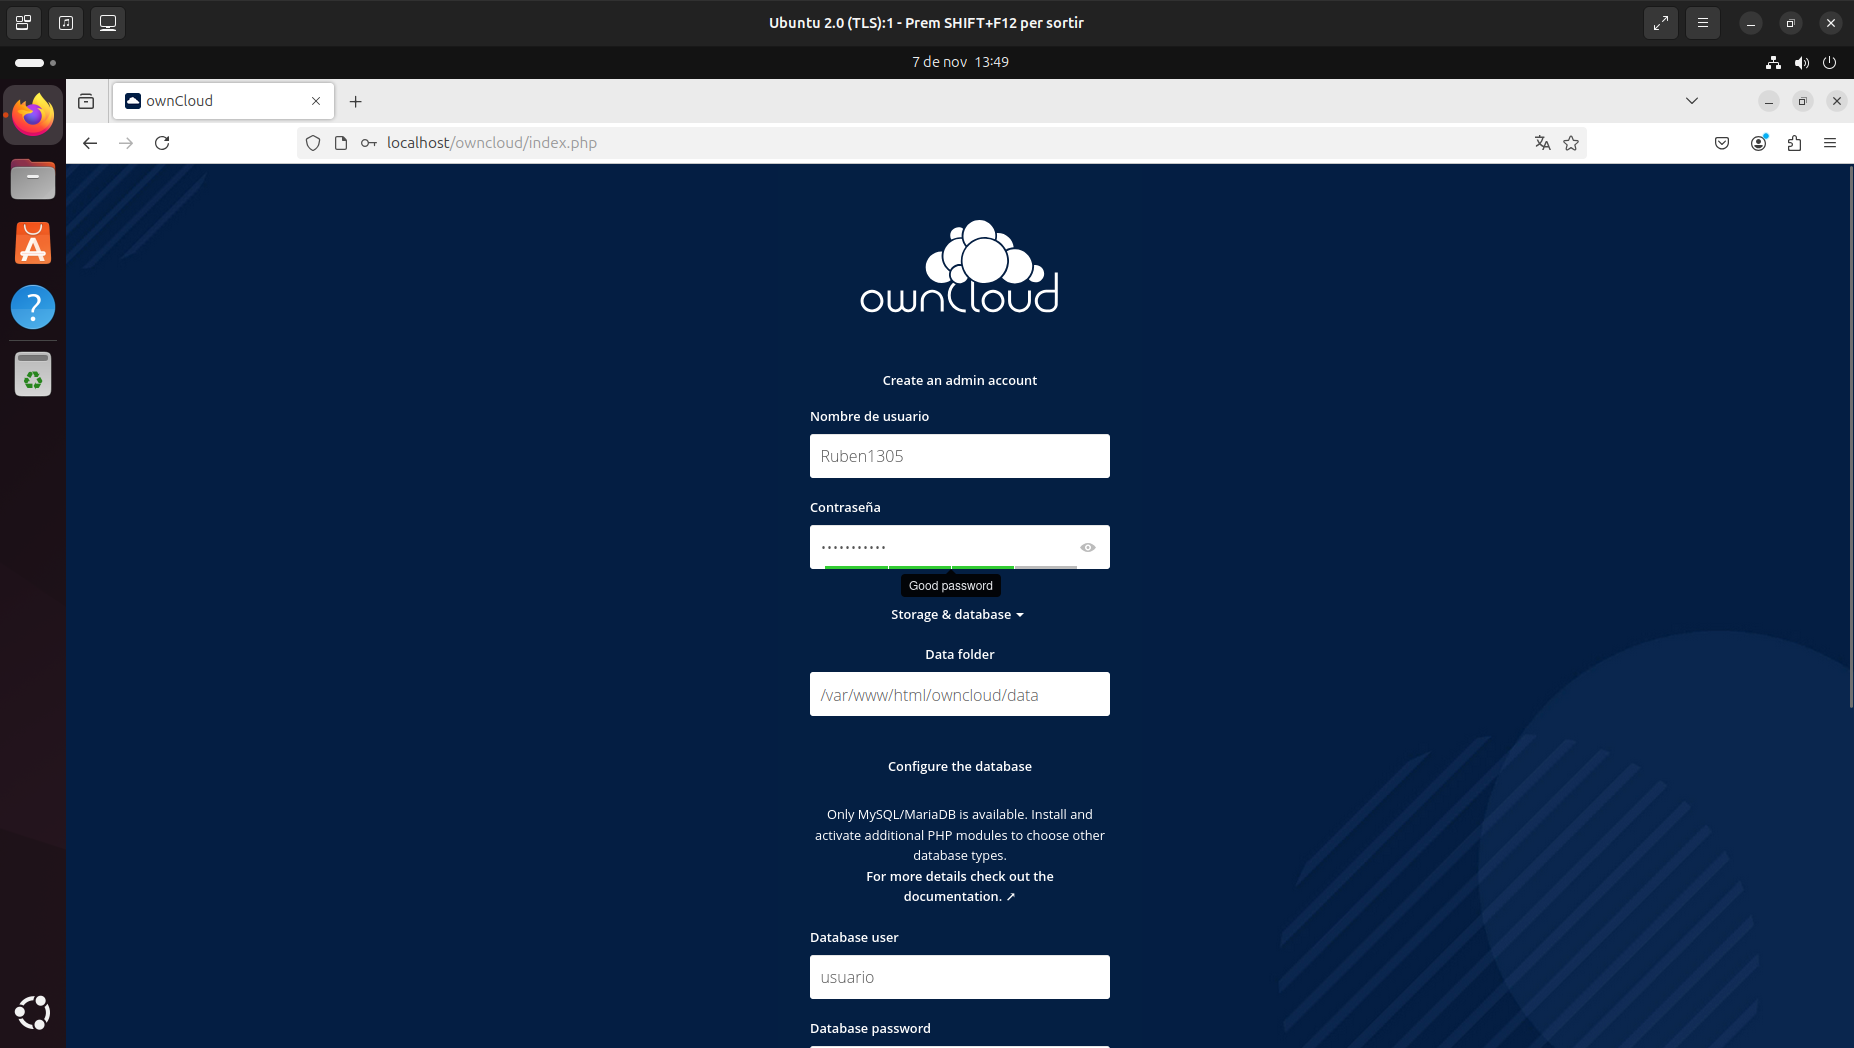 Ubuntu 2.0 (TLS):1 - Prem SHIFT+F12 per sortir
7 de nov 13:49
ownCloud
localhost/owncloud/index.php
ownCloud
Create an admin account
Nombre de usuario
Ruben1305
Contraseña
•••••••••••
Good password
Storage & database
Data folder
/var/www/html/owncloud/data
Configure the database
Only MySQL/MariaDB is available. Install and
activate additional PHP modules to choose other
database types.
For more details check out the
documentation. ↗
Database user
usuario
Database password